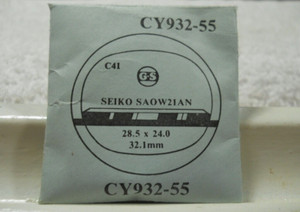 CY932-55
C41
GS
SEIKO SAOW21AN
28.5 x 24.0
32.1mm
CY932-55